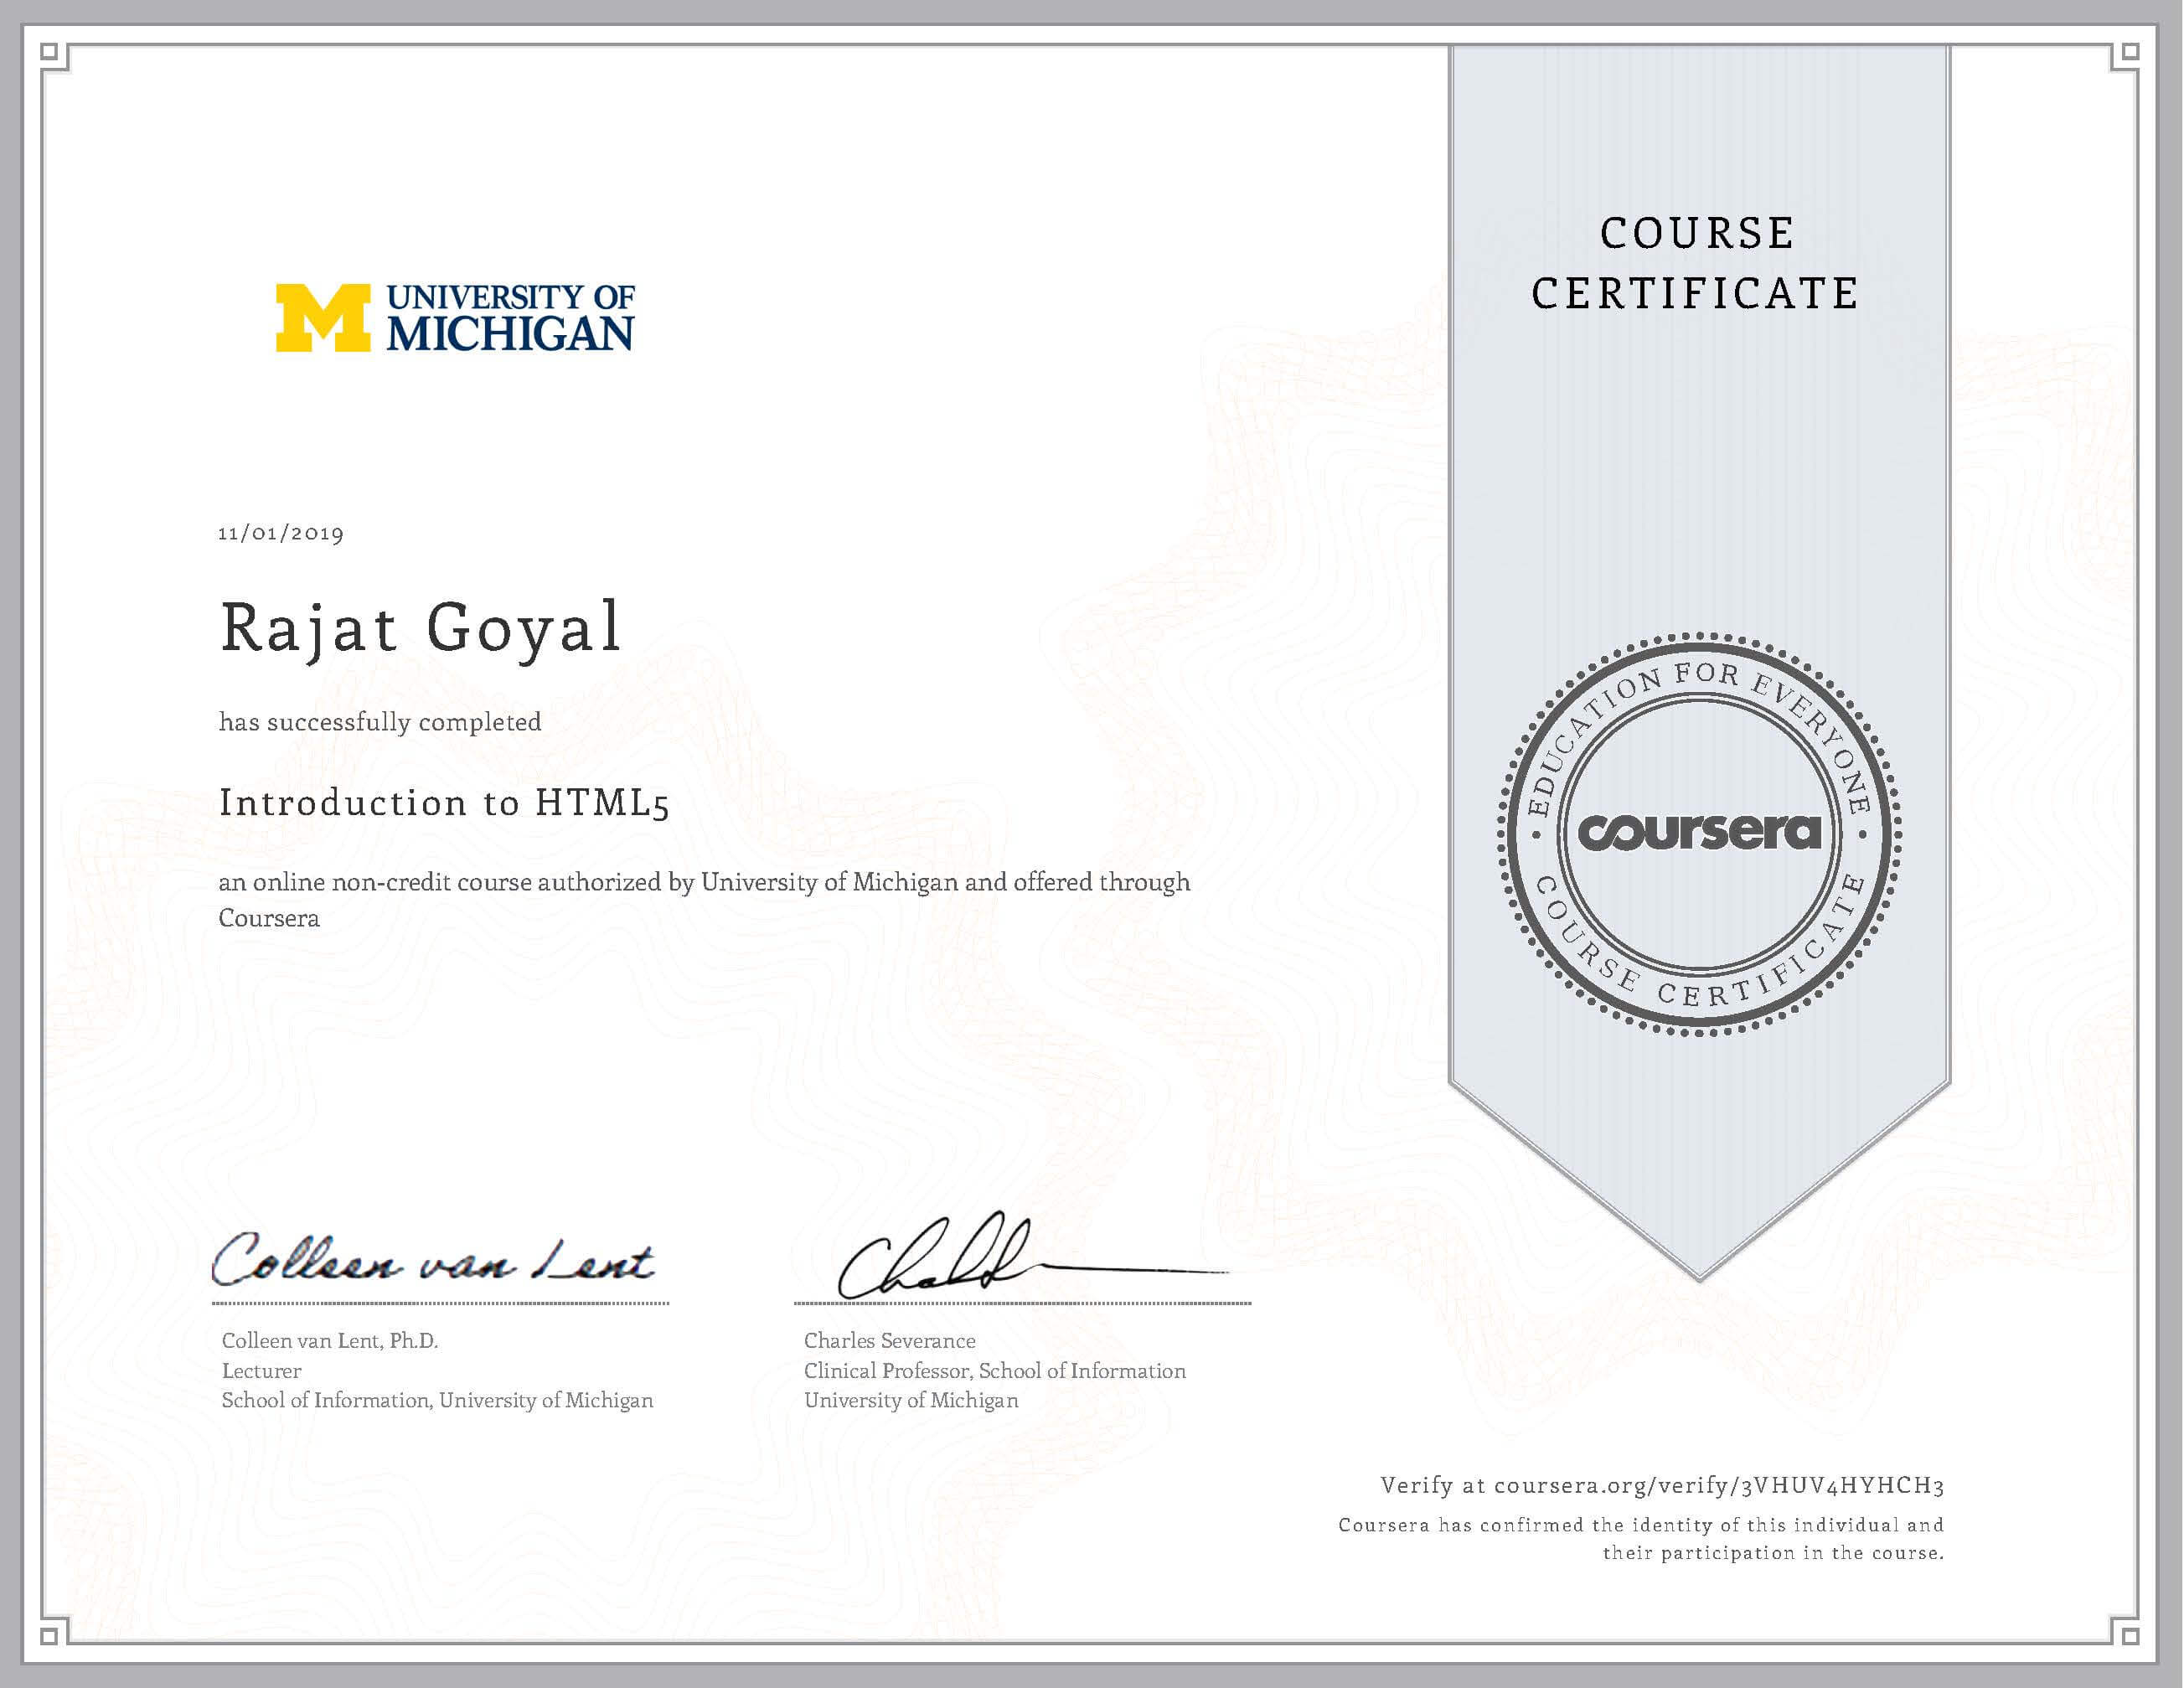 UNIVERSITY OF
MICHIGAN
COURSE
CERTIFICATE
11/01/2019
Rajat Goyal
has successfully completed
Introduction to HTML5
an online non-credit course authorized by University of Michigan and offered through
Coursera
EDUCATION FOR EVERYONE
coursera
COURSE CERTIFICATE
Colleen van Lent
Colleen van Lent, Ph.D.
Lecturer
School of Information, University of Michigan
Charles Severance
Clinical Professor, School of Information
University of Michigan
Verify at coursera.org/verify/3VHUV4HYHCH3
Coursera has confirmed the identity of this individual and
their participation in the course.